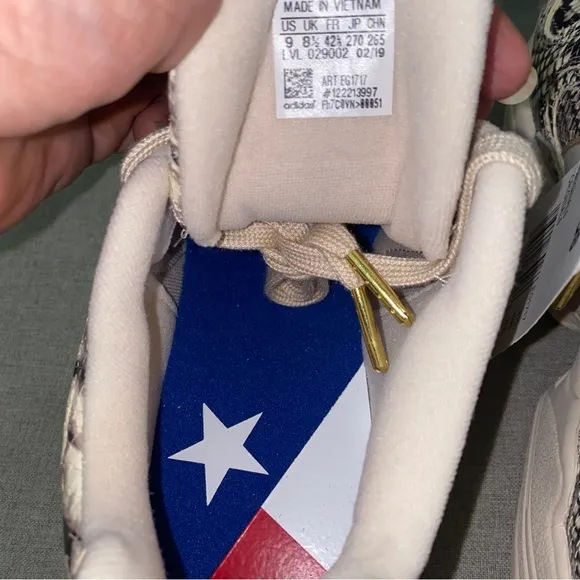 MADE IN VIETNAM
US UK FR JP CHN
9 8½ 42⅔ 270 265
LVL 029002 02/19
ART EG1717
#122213997
adidas